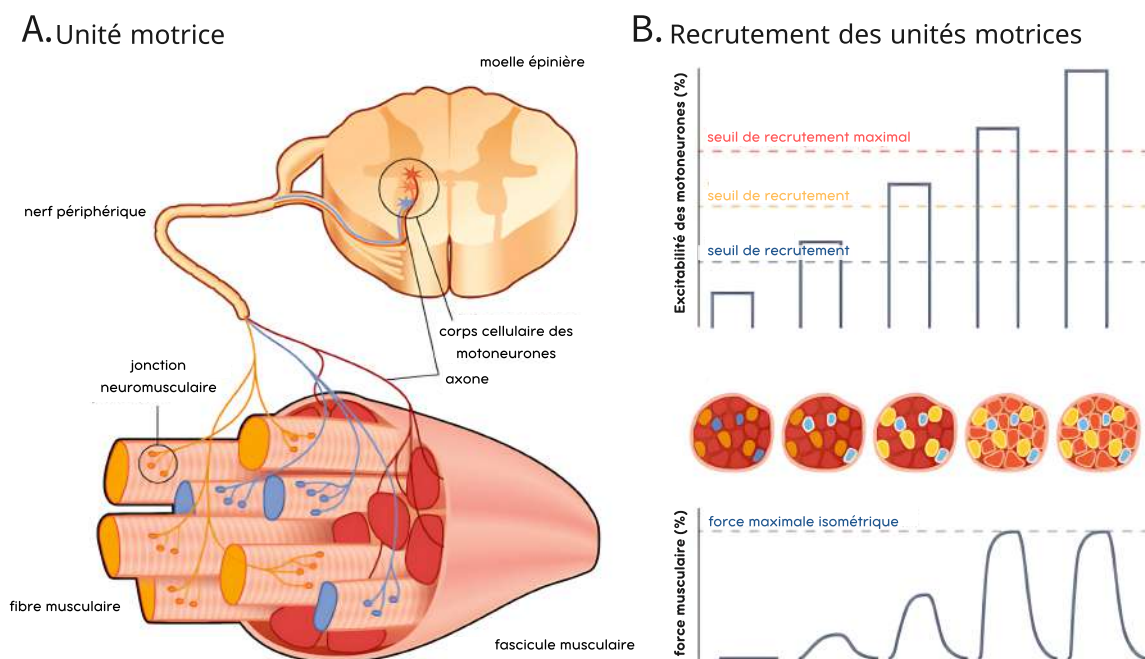 A. Unité motrice
moelle épinière
nerf périphérique
corps cellulaire des
motoneurones
axone
jonction
neuromusculaire
fibre musculaire
fascicule musculaire
B. Recrutement des unités motrices
Excitabilité des motoneurones (%)
seuil de recrutement maximal
seuil de recrutement
seuil de recrutement
force musculaire (%)
force maximale isométrique